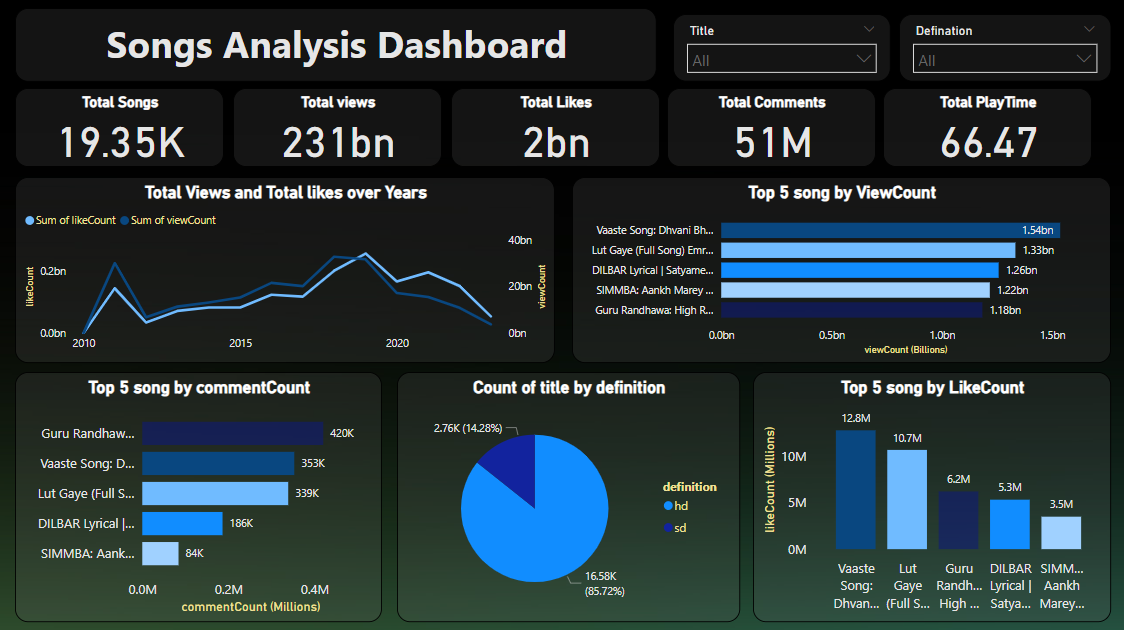 Songs Analysis Dashboard
Title
All
Defination
All
Total Songs
19.35K
Total views
231bn
Total Likes
2bn
Total Comments
51M
Total PlayTime
66.47
Total Views and Total likes over Years
Sum of likeCount Sum of viewCount
likeCount
0.2bn
0.0bn
40bn
20bn
0bn
viewCount
2010 2015 2020
Top 5 song by ViewCount
Vaaste Song: Dhvani Bh... 1.54bn
Lut Gaye (Full Song) Emr... 1.33bn
DILBAR Lyrical | Satyame... 1.26bn
SIMMBA: Aankh Marey ... 1.22bn
Guru Randhawa: High R... 1.18bn
0.0bn 0.5bn 1.0bn 1.5bn
viewCount (Billions)
Top 5 song by commentCount
Guru Randhaw... 420K
Vaaste Song: D... 353K
Lut Gaye (Full S... 339K
DILBAR Lyrical |... 186K
SIMMBA: Aank... 84K
0.0M 0.2M 0.4M
commentCount (Millions)
Count of title by definition
2.76K (14.28%)
16.58K
(85.72%)
definition
hd
sd
Top 5 song by LikeCount
likeCount (Millions)
10M
5M
0M
12.8M
10.7M
6.2M
5.3M
3.5M
Vaaste
Song:
Dhvan...
Lut
Gaye
(Full S...
Guru
Randh...
High ...
DILBAR
Lyrical |
Satya...
SIMM...
Aankh
Marey...